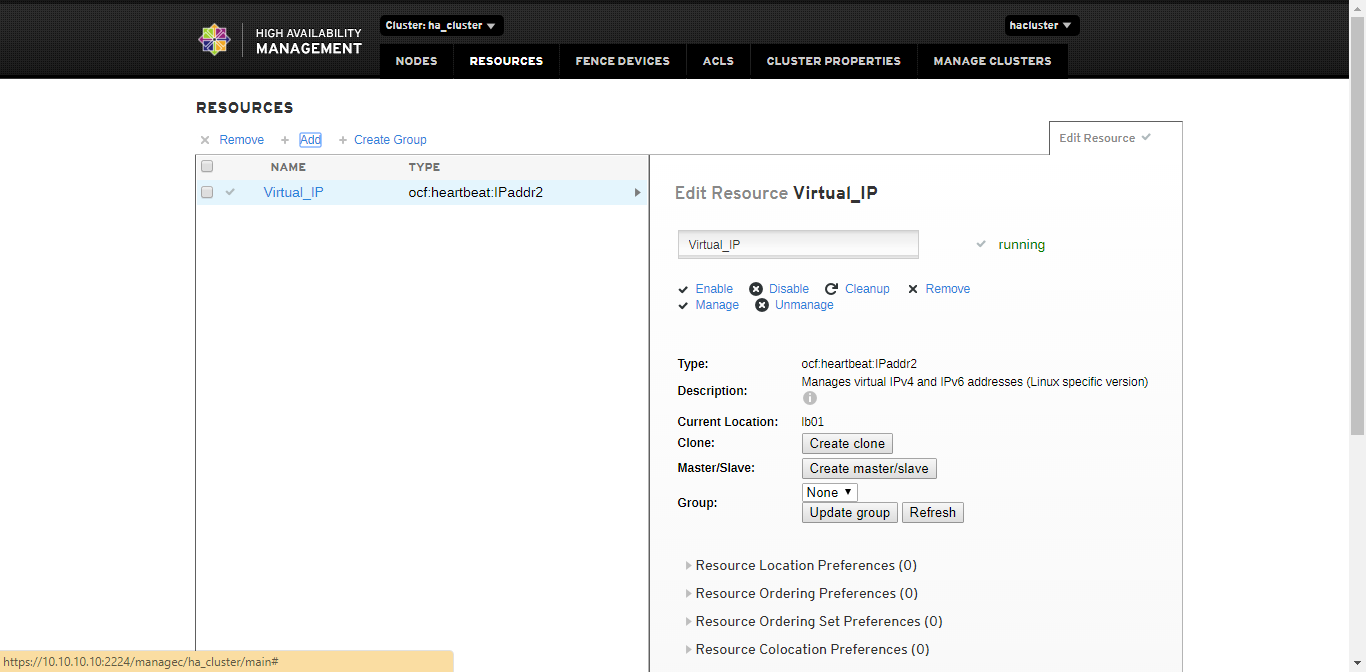 Cluster: ha_cluster
hacluster
HIGH AVAILABILITY
MANAGEMENT
NODES RESOURCES FENCE DEVICES ACLS CLUSTER PROPERTIES MANAGE CLUSTERS
RESOURCES
Remove Add Create Group
Edit Resource
NAME TYPE
Virtual_IP ocf:heartbeat:IPaddr2
Edit Resource Virtual_IP
Virtual_IP running
Enable Disable Cleanup Remove
Manage Unmanage
Type: ocf:heartbeat:IPaddr2
Description: Manages virtual IPv4 and IPv6 addresses (Linux specific version)
Current Location: lb01
Clone: Create clone
Master/Slave: Create master/slave
Group: None
Update group Refresh
Resource Location Preferences (0)
Resource Ordering Preferences (0)
Resource Ordering Set Preferences (0)
Resource Colocation Preferences (0)
https://10.10.10.10:2224/managec/ha_cluster/main#